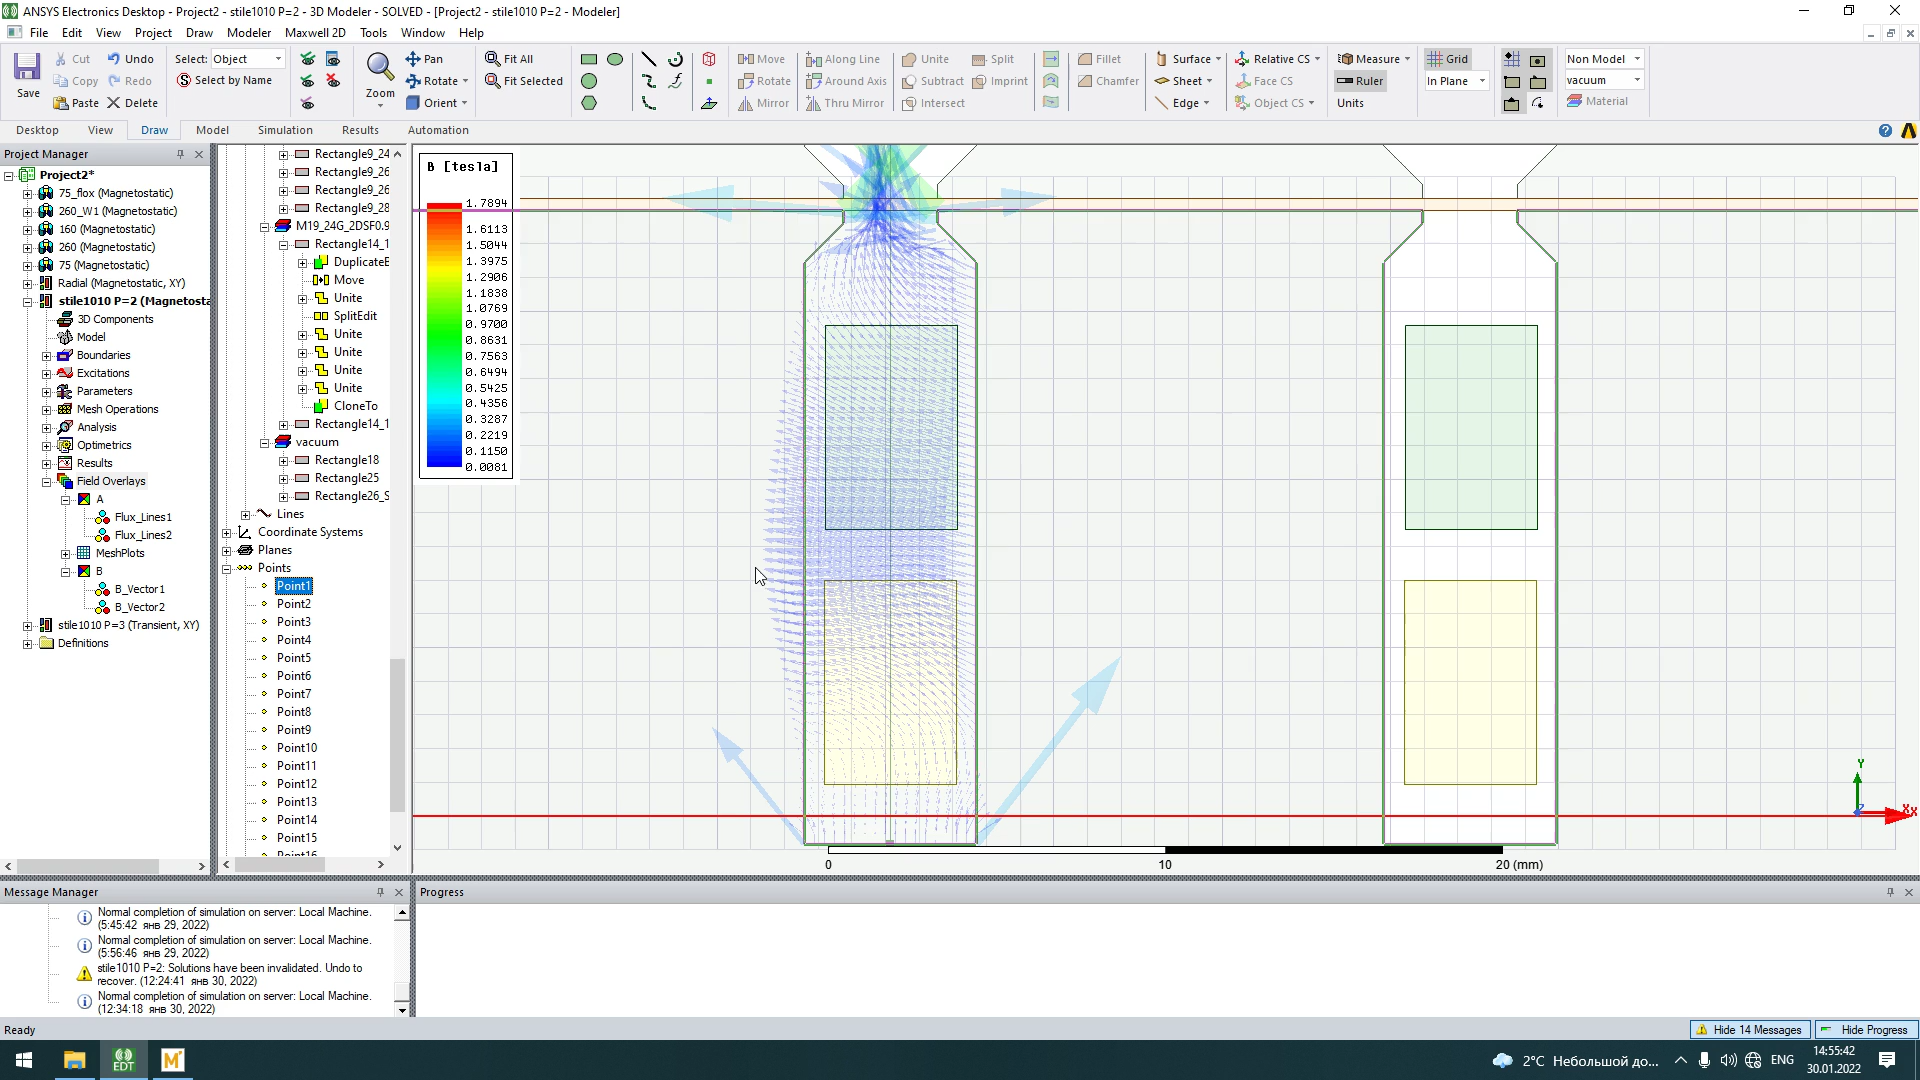 ANSYS Electronics Desktop - Project2 - stile1010 P=2 - 3D Modeler - SOLVED - [Project2 - stile1010 P=2 - Modeler]
File Edit View Project Draw Modeler Maxwell 2D Tools Window Help
Save
Cut
Copy
Paste
Undo
Redo
Delete
Select: Object
Select by Name
Zoom
Pan
Rotate
Orient
Fit All
Fit Selected
Move
Rotate
Mirror
Along Line
Around Axis
Thru Mirror
Unite
Subtract
Intersect
Split
Imprint
Fillet
Chamfer
Surface
Sheet
Edge
Relative CS
Face CS
Object CS
Measure
Ruler
Units
Grid
In Plane
Non Model
vacuum
Material
Desktop View Draw Model Simulation Results Automation
Project Manager
Project2*
75_flox (Magnetostatic)
260_W1 (Magnetostatic)
160 (Magnetostatic)
260 (Magnetostatic)
75 (Magnetostatic)
Radial (Magnetostatic, XY)
stile1010 P=2 (Magnetosta
3D Components
Model
Boundaries
Excitations
Parameters
Mesh Operations
Analysis
Optimetrics
Results
Field Overlays
A
Flux_Lines1
Flux_Lines2
MeshPlots
B
B_Vector1
B_Vector2
stile1010 P=3 (Transient, XY)
Definitions
Rectangle9_24
Rectangle9_26
Rectangle9_26
Rectangle9_28
M19_24G_2DSF0.9
Rectangle14_1
DuplicateE
Move
Unite
SplitEdit
Unite
Unite
Unite
Unite
CloneTo
Rectangle14_1
vacuum
Rectangle18
Rectangle25
Rectangle26_S
Lines
Coordinate Systems
Planes
Points
Point1
Point2
Point3
Point4
Point5
Point6
Point7
Point8
Point9
Point10
Point11
Point12
Point13
Point14
Point15
Point16
B [tesla]
1.7894
1.6113
1.5044
1.3975
1.2906
1.1838
1.0769
0.9700
0.8631
0.7563
0.6494
0.5425
0.4356
0.3287
0.2219
0.1150
0.0081
Y
0 10 20 (mm)
Message Manager
Normal completion of simulation on server: Local Machine.
(5:45:42 янв 29, 2022)
Normal completion of simulation on server: Local Machine.
(5:56:46 янв 29, 2022)
stile1010 P=2: Solutions have been invalidated. Undo to
recover. (12:24:41 янв 30, 2022)
Normal completion of simulation on server: Local Machine.
(12:34:18 янв 30, 2022)
Progress
Ready
Hide 14 Messages
Hide Progress
EDT
M
2°C Небольшой до...
ENG
14:55:42
30.01.2022